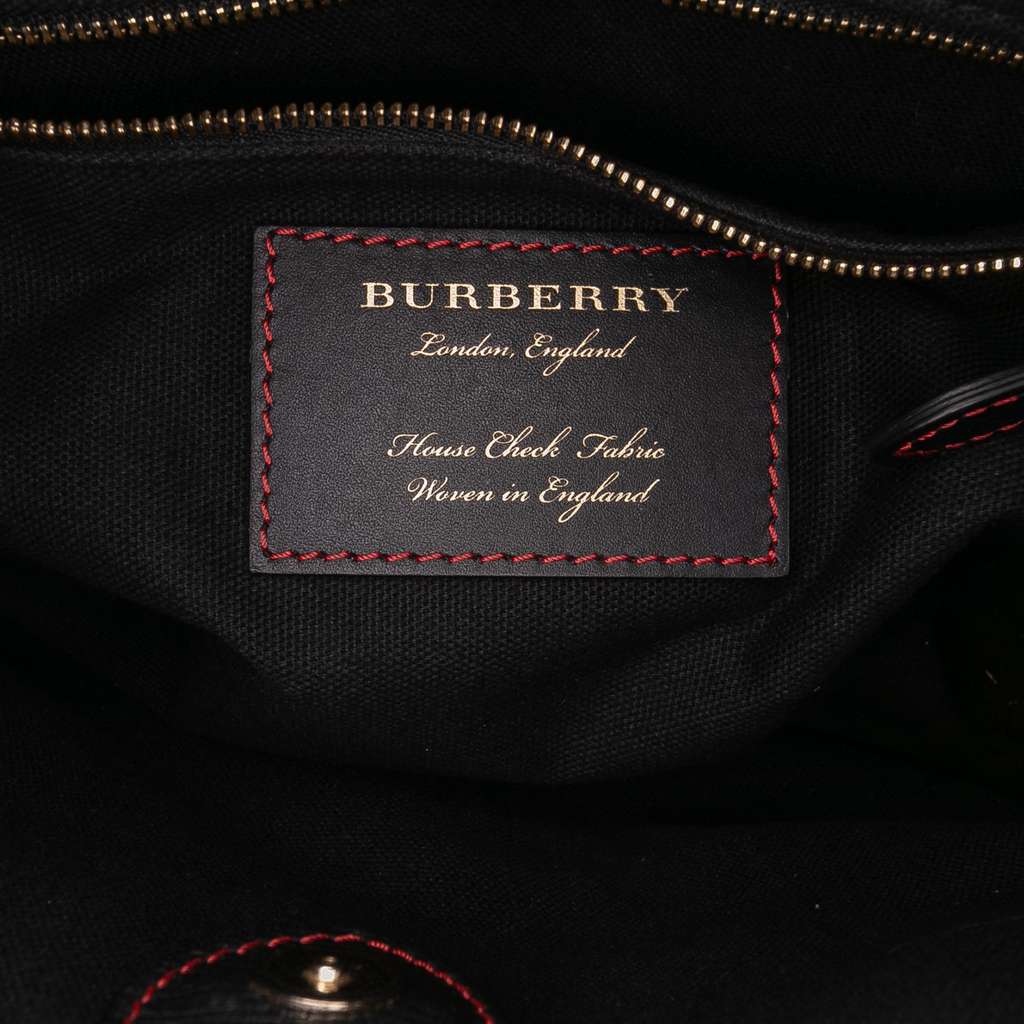 BURBERRY
London, England
House Check Fabric
Woven in England